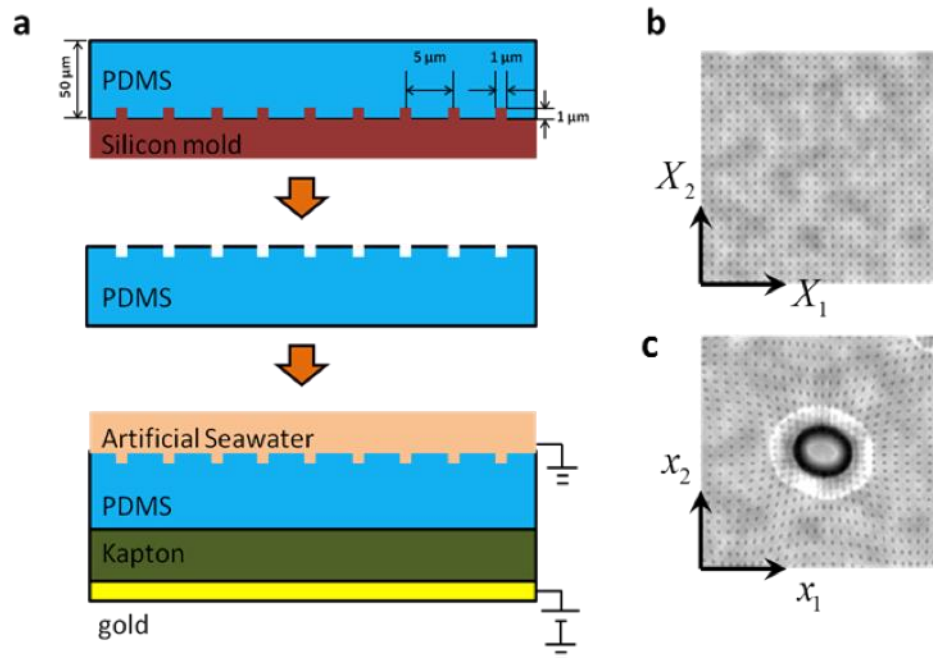 a
50 µm
PDMS
5 µm
1 µm
1 µm
Silicon mold
PDMS
Artificial Seawater
PDMS
Kapton
gold
b
X2
X1
c
x2
x1